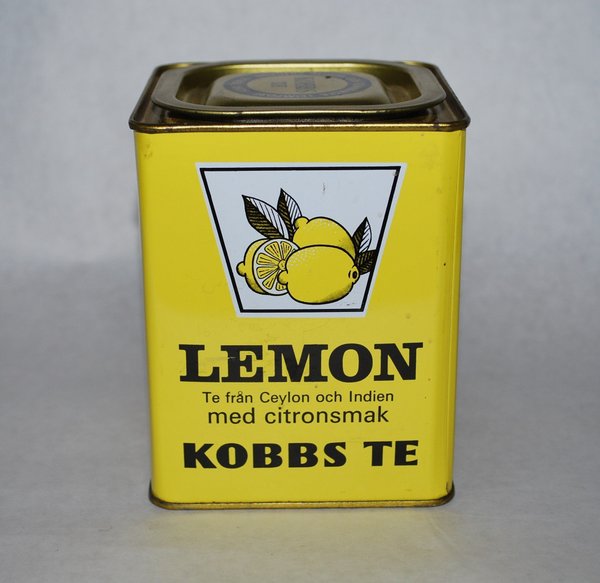 LEMON
Te från Ceylon och Indien
med citronsmak
KOBBS TE